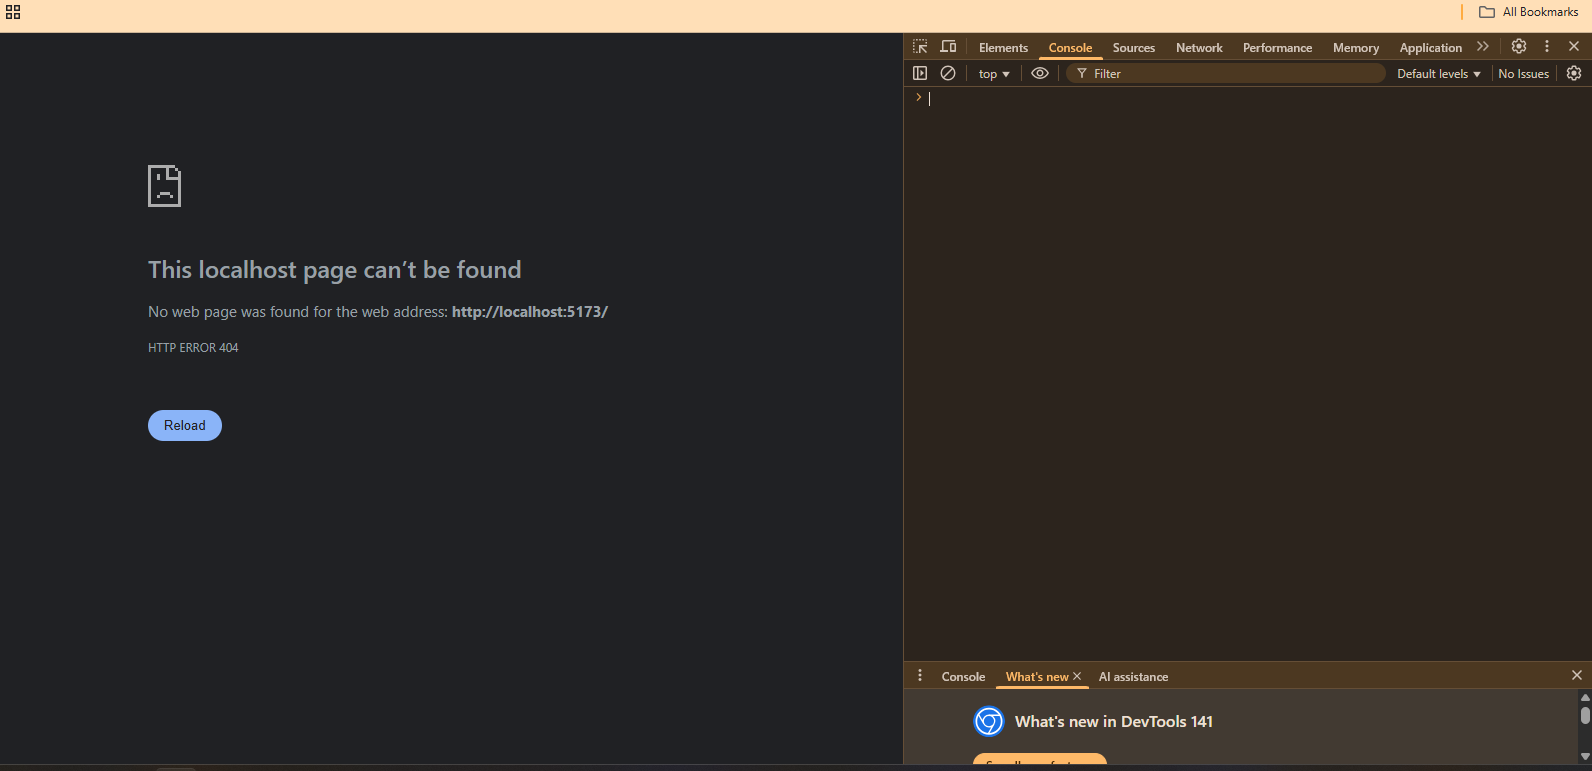 All Bookmarks
Elements Console Sources Network Performance Memory Application
top Filter Default levels No Issues
This localhost page can’t be found
No web page was found for the web address: http://localhost:5173/
HTTP ERROR 404
Reload
Console What's new AI assistance
What's new in DevTools 141